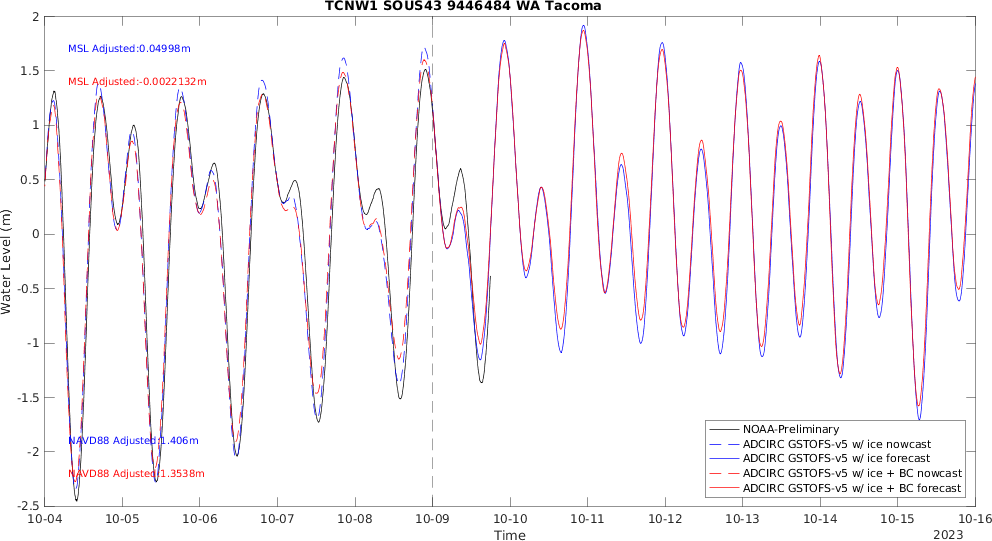 TCNW1 SOUS43 9446484 WA Tacoma
MSL Adjusted:0.04998m
MSL Adjusted:-0.0022132m
NAVD88 Adjusted:1.406m
NAVD88 Adjusted:1.3538m
Water Level (m)
2
1.5
1
0.5
0
-0.5
-1
-1.5
-2
-2.5
NOAA-Preliminary
ADCIRC GSTOFS-v5 w/ ice nowcast
ADCIRC GSTOFS-v5 w/ ice forecast
ADCIRC GSTOFS-v5 w/ ice + BC nowcast
ADCIRC GSTOFS-v5 w/ ice + BC forecast
10-04 10-05 10-06 10-07 10-08 10-09 10-10 10-11 10-12 10-13 10-14 10-15 10-16
Time
2023